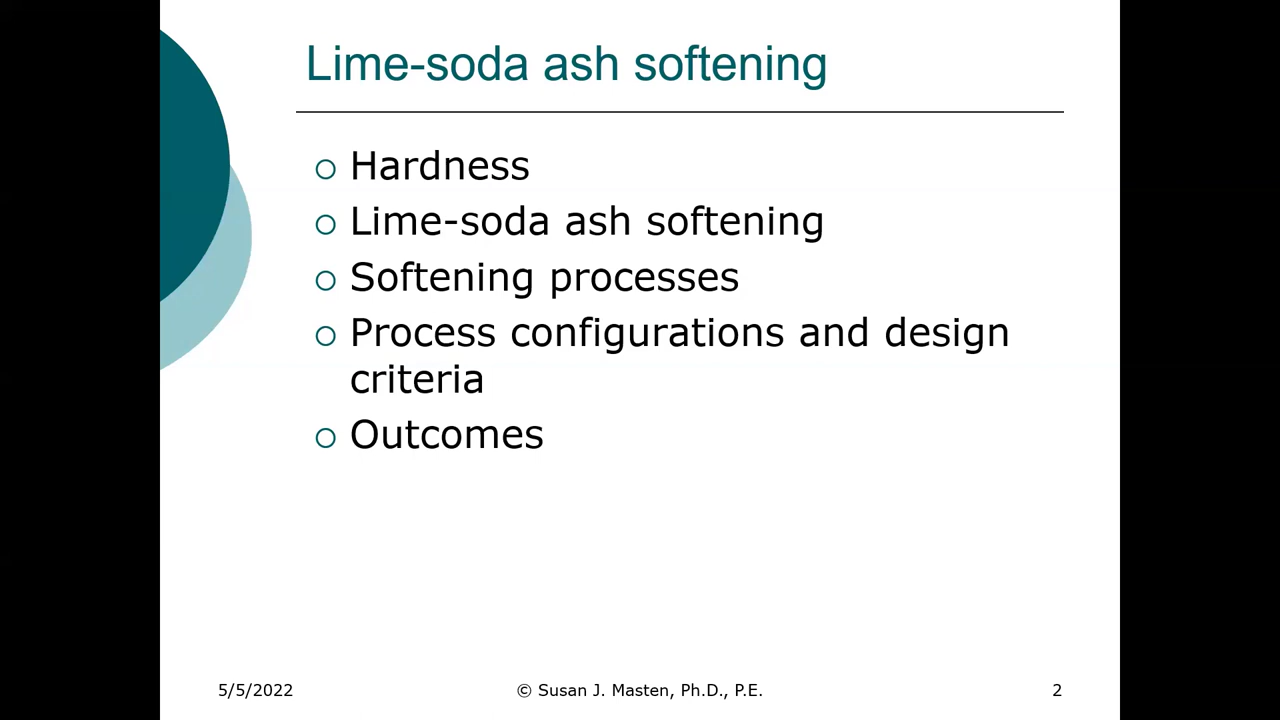 Lime-soda ash softening
Hardness
Lime-soda ash softening
Softening processes
Process configurations and design
criteria
Outcomes
5/5/2022
© Susan J. Masten, Ph.D., P.E.
2